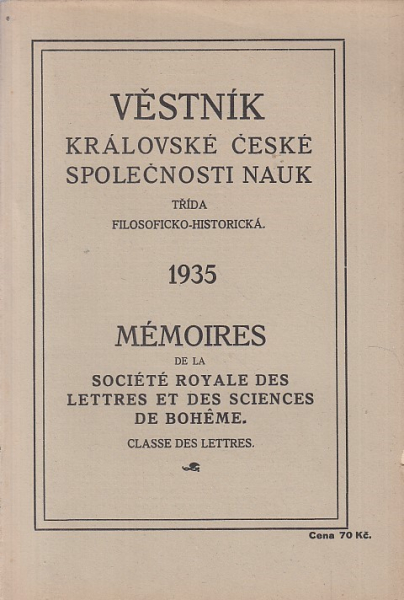 VĚSTNÍK
KRÁLOVSKÉ ČESKÉ
SPOLEČNOSTI NAUK
TŘÍDA
FILOSOFICKO-HISTORICKÁ.
1935
MÉMOIRES
DE LA
SOCIÉTÉ ROYALE DES
LETTRES ET DES SCIENCES
DE BOHÊME.
CLASSE DES LETTRES.
Cena 70 Kč.